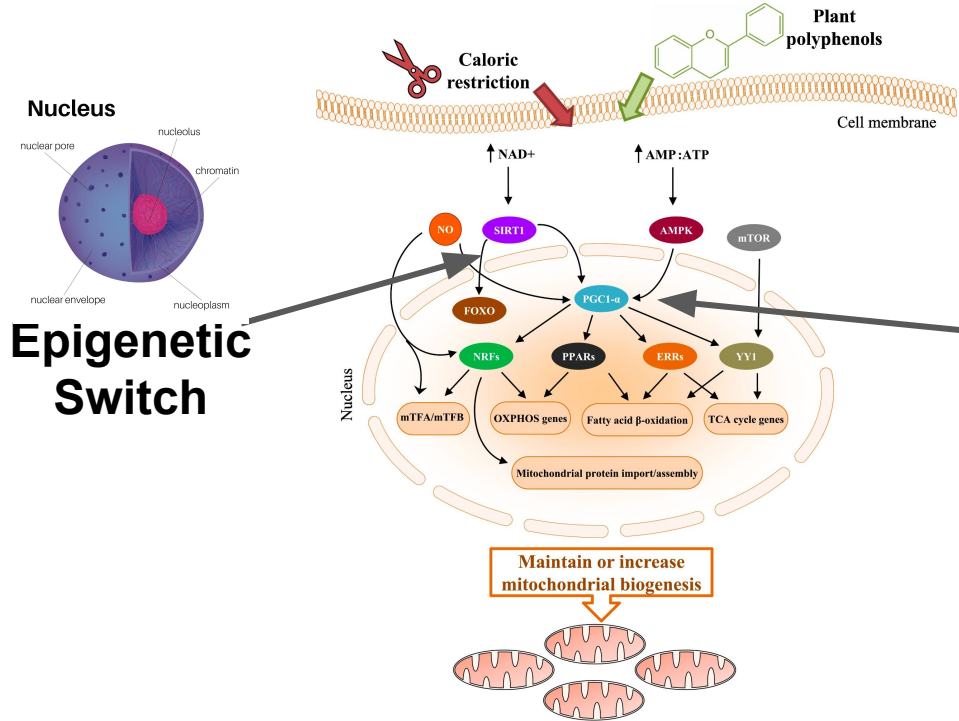 Caloric
restriction
Plant
polyphenols
O
Cell membrane
Nucleus
nucleolus
nuclear pore
chromatin
nuclear envelope
nucleoplasm
Epigenetic
Switch
NAD+
AMP:ATP
NO
SIRT1
AMPK
mTOR
FOXO
PGC1-α
NRFs
PPARs
ERRs
YY1
Nucleus
mTFA/mTFB
OXPHOS genes
Fatty acid β-oxidation
TCA cycle genes
Mitochondrial protein import/assembly
Maintain or increase
mitochondrial biogenesis